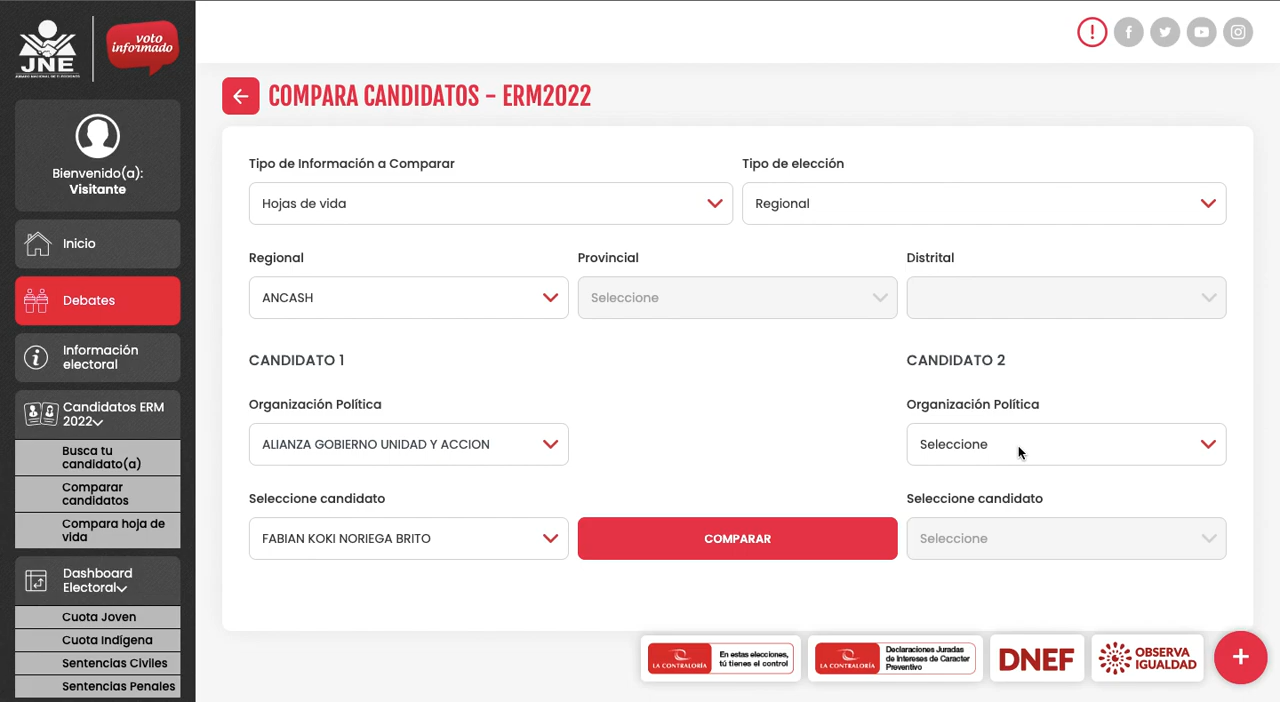 JNE
voto
informado
COMPARA CANDIDATOS - ERM2022
Bienvenido(a):
Visitante
Inicio
Debates
Información
electoral
Candidatos ERM
2022
Busca tu
candidato(a)
Comparar
candidatos
Compara hoja de
vida
Dashboard
Electoral
Cuota Joven
Cuota Indígena
Sentencias Civiles
Sentencias Penales
Tipo de Información a Comparar
Tipo de elección
Hojas de vida
Regional
Regional
Provincial
Distrital
ANCASH
Seleccione
CANDIDATO 1
CANDIDATO 2
Organización Política
Organización Política
ALIANZA GOBIERNO UNIDAD Y ACCION
Seleccione
Seleccione candidato
Seleccione candidato
FABIAN KOKI NORIEGA BRITO
COMPARAR
Seleccione
LA CONTRALORÍA
En estas elecciones,
tú tienes el control
LA CONTRALORÍA
Declaraciones Juradas
de Intereses de Caracter
Preventivo
DNEF
OBSERVA
IGUALDAD